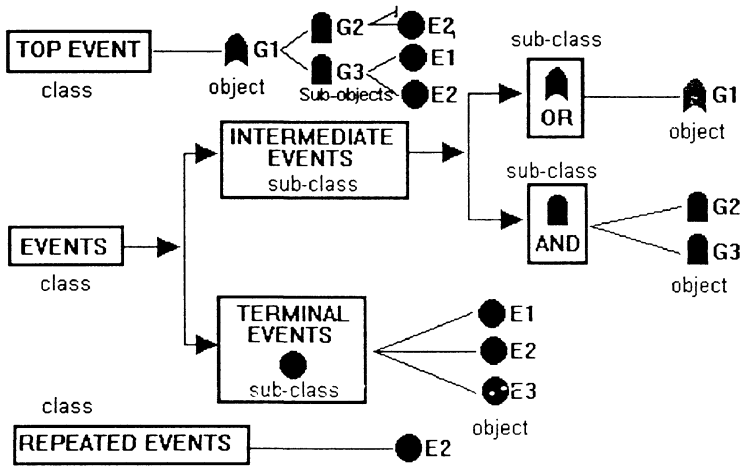 TOP EVENT
class
G1
object
G2
G3
Sub-objects
E2
E1
E2
sub-class
OR
G1
object
INTERMEDIATE
EVENTS
sub-class
sub-class
AND
G2
G3
object
EVENTS
class
TERMINAL
EVENTS
sub-class
E1
E2
E3
object
class
REPEATED EVENTS
E2